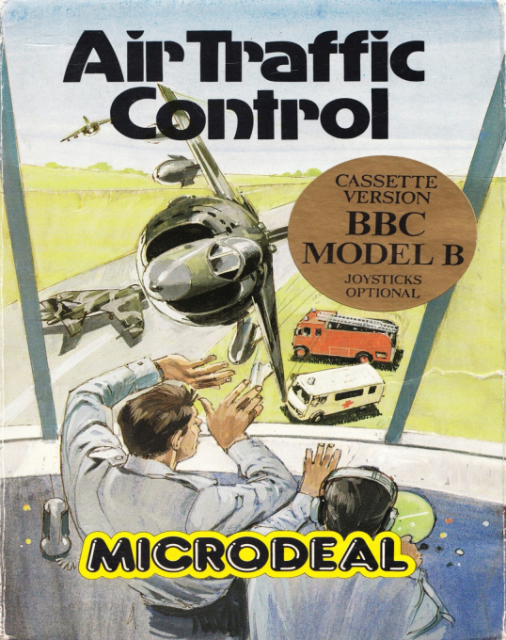 Air Traffic
Control
CASSETTE
VERSION
BBC
MODEL B
JOYSTICKS
OPTIONAL
MICRODEAL